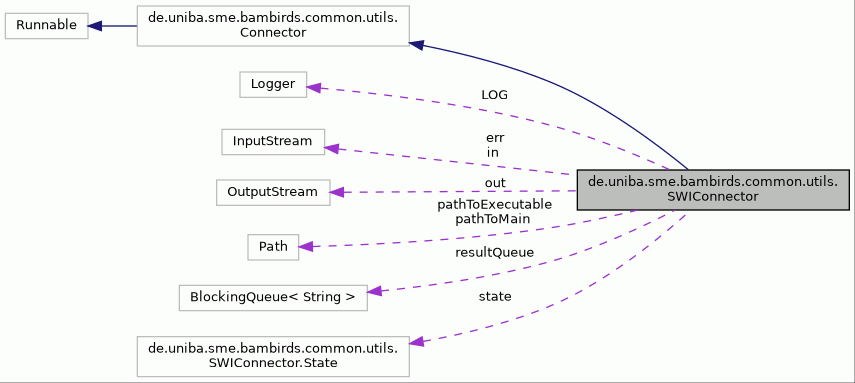 Runnable
de.uniba.sme.bambirds.common.utils.
Connector
Logger
LOG
InputStream
err
in
OutputStream
out
de.uniba.sme.bambirds.common.utils.
SWIConnector
pathToExecutable
pathToMain
Path
resultQueue
BlockingQueue< String >
state
de.uniba.sme.bambirds.common.utils.
SWIConnector.State